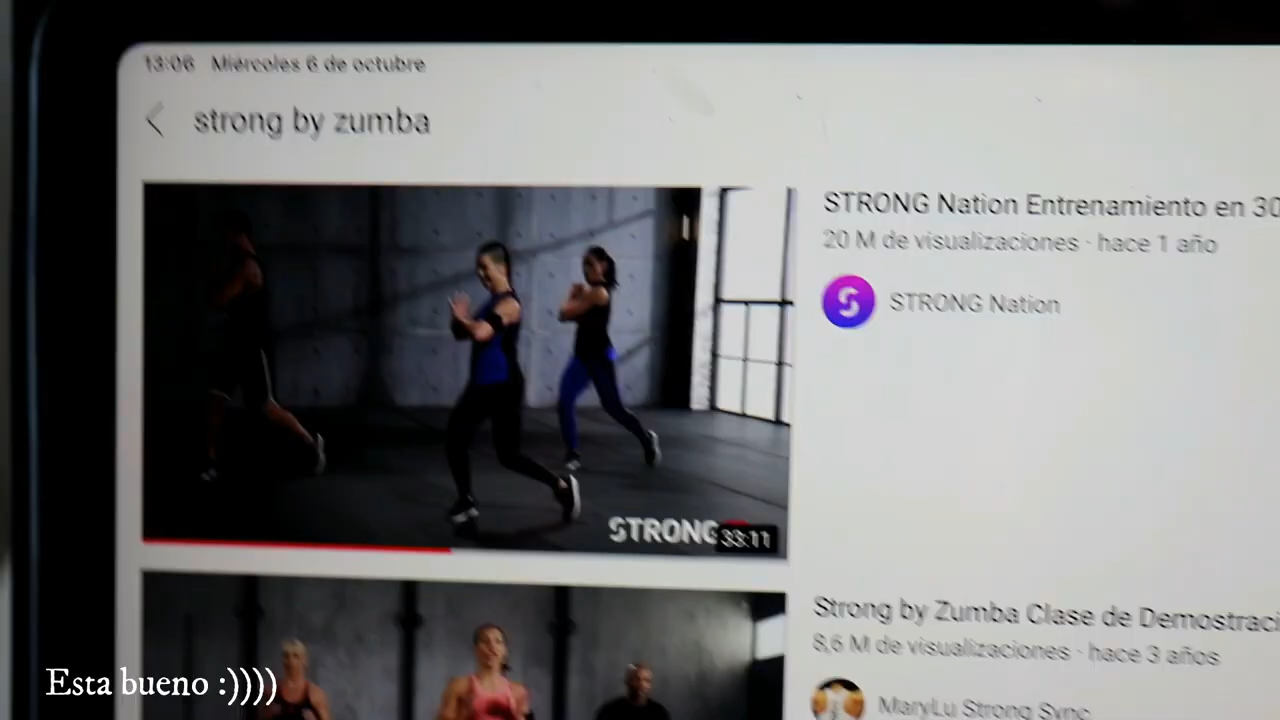 13:06 Miércoles 6 de octubre
strong by zumba
STRONG Nation Entrenamiento en 30
20 M de visualizaciones · hace 1 año
STRONG Nation
STRONG
33:11
Strong by Zumba Clase de Demostraci
8,6 M de visualizaciones · hace 3 años
MaryLu Strong Sync
Esta bueno :))))